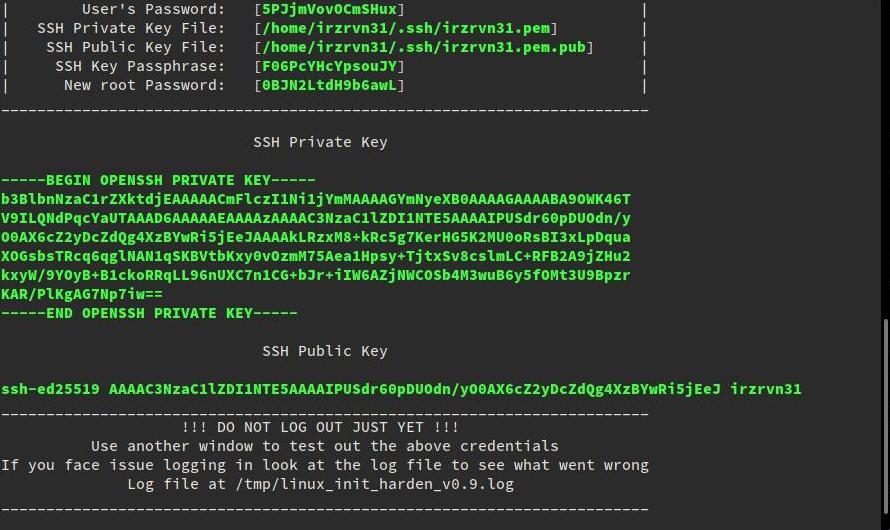 | User's Password: [5PJjmVovOCmSHux] |
| SSH Private Key File: [/home/irzrvn31/.ssh/irzrvn31.pem] |
| SSH Public Key File: [/home/irzrvn31/.ssh/irzrvn31.pem.pub] |
| SSH Key Passphrase: [F06PcYHcYpsouJY] |
| New root Password: [0BJN2LtdH9b6awL] |
SSH Private Key
-----BEGIN OPENSSH PRIVATE KEY-----
b3BlbnNzaC1rZXktdjEAAAAACmFlczI1Ni1jYmMAAAAGYmNyeXB0AAAAGAAAABA9OWK46T
V9ILQNdPqcYaUTAAAD6AAAAAEAAAAzAAAAC3NzaC1lZDI1NTE5AAAAIPUSdr60pDUOdn/y
O0AX6cZ2yDcZdQg4XzBYwRi5jEeJAAAAkLRzxM8+kRc5g7KerHG5K2MU0oRsBI3xLpDqua
XOGsbsTRcq6qglNAN1qSKBVtbKxy0vOzmM75Aea1Hpsy+TjtxSv8cslmLC+RFB2A9jZHu2
kxyW/9YOyB+B1ckoRRqLL96nUXC7n1CG+bJr+iIW6AZjNWCOSb4M3wuB6y5fOMt3U9Bpzr
KAR/PlKgAG7Np7iw==
-----END OPENSSH PRIVATE KEY-----
SSH Public Key
ssh-ed25519 AAAAC3NzaC1lZDI1NTE5AAAAIPUSdr60pDUOdn/yO0AX6cZ2yDcZdQg4XzBYwRi5jEeJ irzrvn31
!!! DO NOT LOG OUT JUST YET !!!
Use another window to test out the above credentials
If you face issue logging in look at the log file to see what went wrong
Log file at /tmp/linux_init_harden_v0.9.log